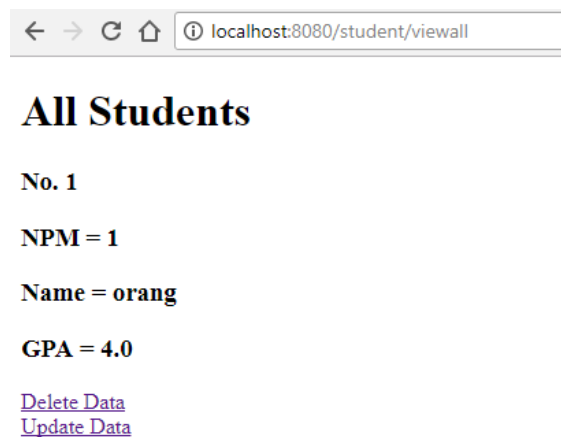 localhost:8080/student/viewall
All Students
No. 1
NPM = 1
Name = orang
GPA = 4.0
Delete Data
Update Data